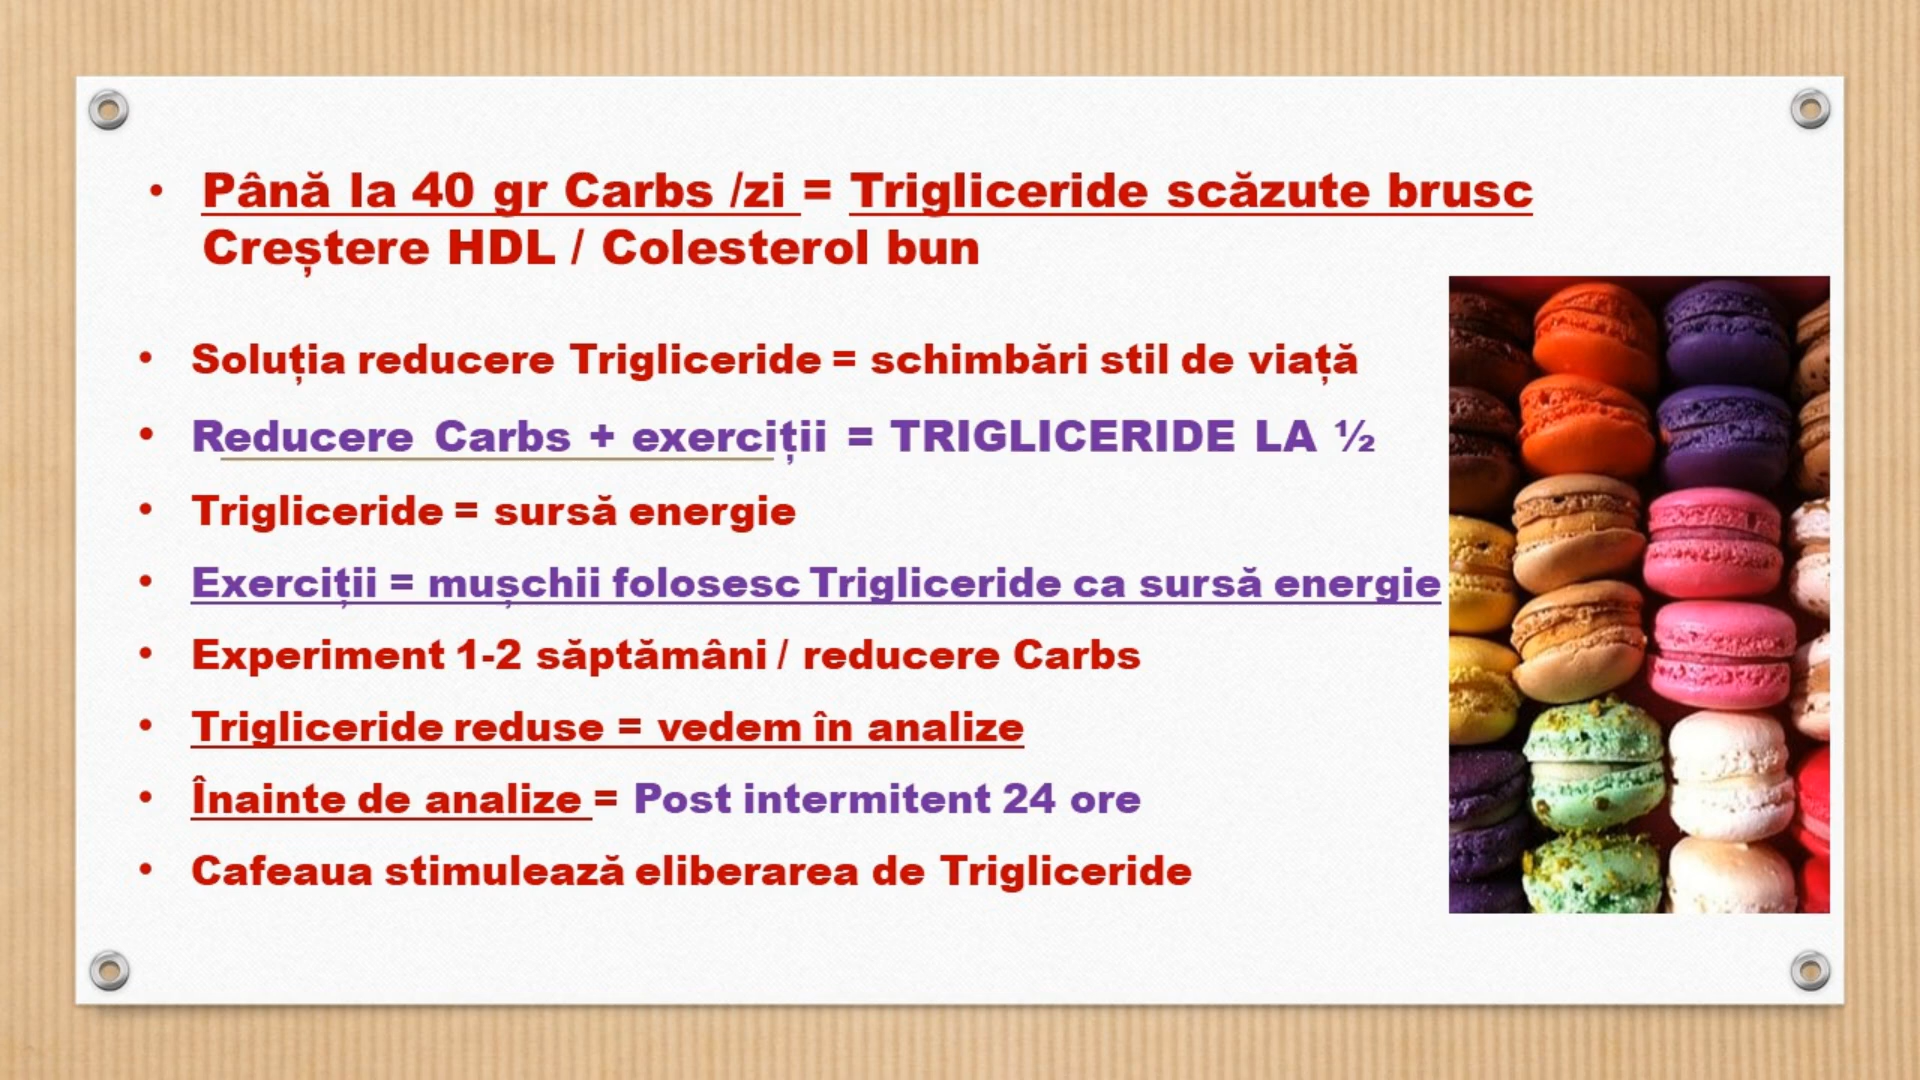 • Până la 40 gr Carbs /zi = Trigliceride scăzute brusc
Creștere HDL / Colesterol bun
• Soluția reducere Trigliceride = schimbări stil de viață
• Reducere Carbs + exerciții = TRIGLICERIDE LA ½
• Trigliceride = sursă energie
• Exerciții = mușchii folosesc Trigliceride ca sursă energie
• Experiment 1-2 săptămâni / reducere Carbs
• Trigliceride reduse = vedem în analize
• Înainte de analize = Post intermitent 24 ore
• Cafeaua stimulează eliberarea de Trigliceride